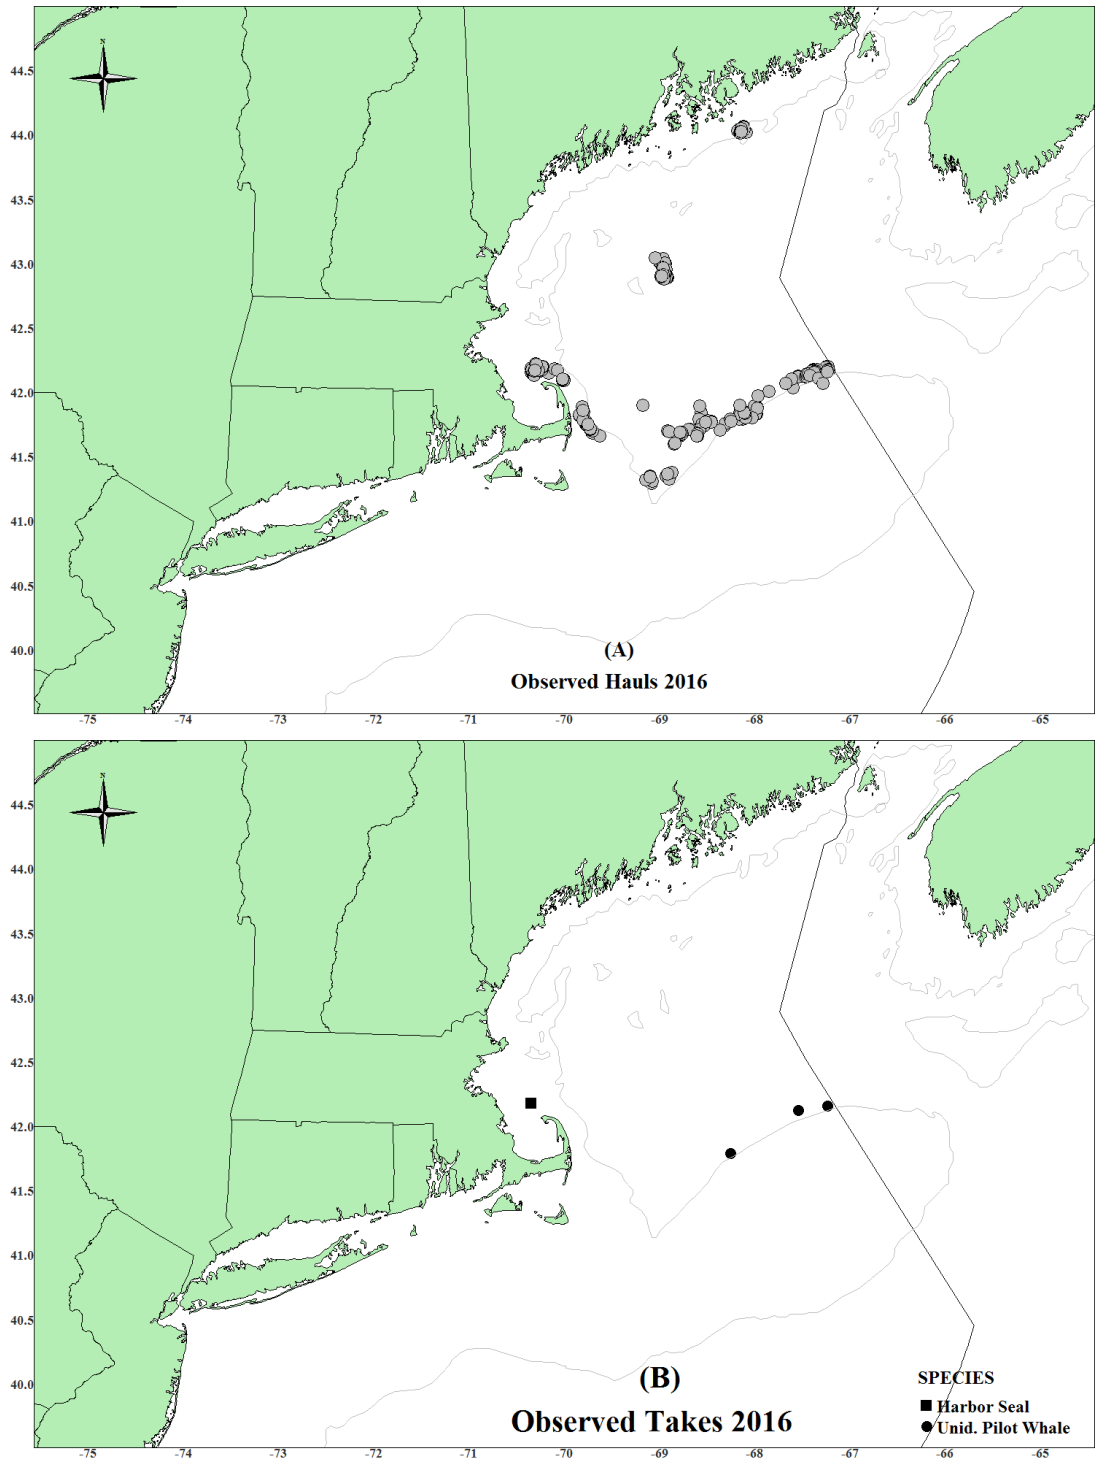 N
44.5
44.0
43.5
43.0
42.5
42.0
41.5
41.0
40.5
40.0
(A)
Observed Hauls 2016
-75 -74 -73 -72 -71 -70 -69 -68 -67 -66 -65
N
44.5
44.0
43.5
43.0
42.5
42.0
41.5
41.0
40.5
40.0
(B)
Observed Takes 2016
SPECIES
Harbor Seal
Unid. Pilot Whale
-75 -74 -73 -72 -71 -70 -69 -68 -67 -66 -65